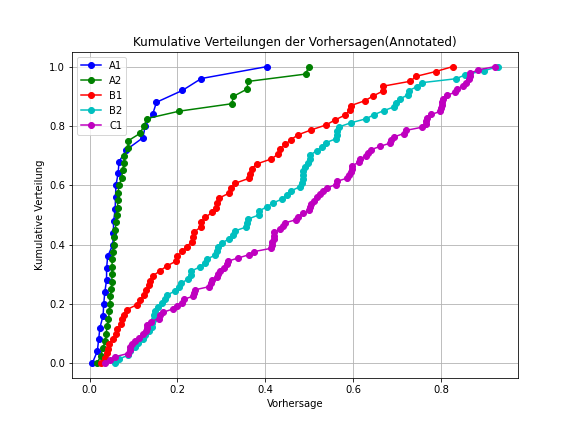 Kumulative Verteilungen der Vorhersagen(Annotated)
A1
A2
B1
B2
C1
1.0
0.8
0.6
0.4
0.2
0.0
Kumulative Verteilung
0.0 0.2 0.4 0.6 0.8
Vorhersage